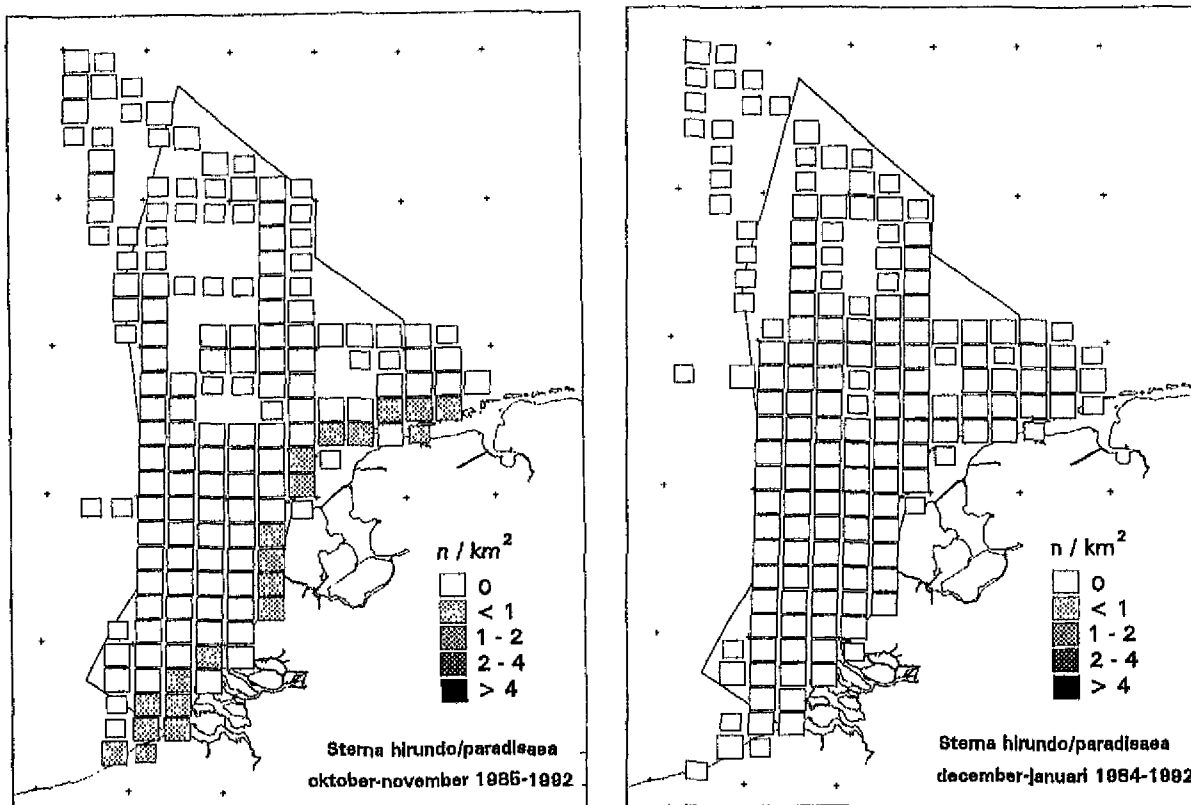 n / km²
0
< 1
1 - 2
2 - 4
> 4
Sterna hirundo/paradisaea
oktober-november 1985-1992
n / km²
0
< 1
1 - 2
2 - 4
> 4
Sterna hirundo/paradisaea
december-januari 1984-1992